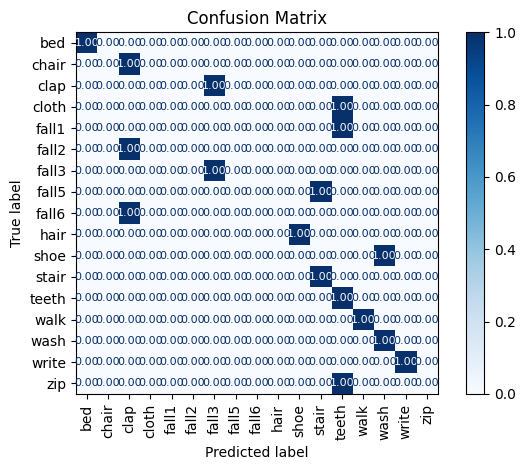 Confusion Matrix
bed 1.00 0.00 0.00 0.00 0.00 0.00 0.00 0.00 0.00 0.00 0.00 0.00 0.00 0.00 0.00 0.00 0.00
chair 0.00 0.00 1.00 0.00 0.00 0.00 0.00 0.00 0.00 0.00 0.00 0.00 0.00 0.00 0.00 0.00 0.00
clap 0.00 0.00 0.00 0.00 0.00 0.00 1.00 0.00 0.00 0.00 0.00 0.00 0.00 0.00 0.00 0.00 0.00
cloth 0.00 0.00 0.00 0.00 0.00 0.00 0.00 0.00 0.00 0.00 0.00 0.00 1.00 0.00 0.00 0.00 0.00
fall1 0.00 0.00 0.00 0.00 0.00 0.00 0.00 0.00 0.00 0.00 0.00 0.00 1.00 0.00 0.00 0.00 0.00
fall2 0.00 0.00 1.00 0.00 0.00 0.00 0.00 0.00 0.00 0.00 0.00 0.00 0.00 0.00 0.00 0.00 0.00
fall3 0.00 0.00 0.00 0.00 0.00 0.00 1.00 0.00 0.00 0.00 0.00 0.00 0.00 0.00 0.00 0.00 0.00
fall5 0.00 0.00 0.00 0.00 0.00 0.00 0.00 0.00 0.00 0.00 0.00 1.00 0.00 0.00 0.00 0.00 0.00
fall6 0.00 0.00 1.00 0.00 0.00 0.00 0.00 0.00 0.00 0.00 0.00 0.00 0.00 0.00 0.00 0.00 0.00
hair 0.00 0.00 0.00 0.00 0.00 0.00 0.00 0.00 0.00 0.00 1.00 0.00 0.00 0.00 0.00 0.00 0.00
shoe 0.00 0.00 0.00 0.00 0.00 0.00 0.00 0.00 0.00 0.00 0.00 0.00 0.00 0.00 1.00 0.00 0.00
stair 0.00 0.00 0.00 0.00 0.00 0.00 0.00 0.00 0.00 0.00 0.00 1.00 0.00 0.00 0.00 0.00 0.00
teeth 0.00 0.00 0.00 0.00 0.00 0.00 0.00 0.00 0.00 0.00 0.00 0.00 1.00 0.00 0.00 0.00 0.00
walk 0.00 0.00 0.00 0.00 0.00 0.00 0.00 0.00 0.00 0.00 0.00 0.00 0.00 1.00 0.00 0.00 0.00
wash 0.00 0.00 0.00 0.00 0.00 0.00 0.00 0.00 0.00 0.00 0.00 0.00 0.00 0.00 1.00 0.00 0.00
write 0.00 0.00 0.00 0.00 0.00 0.00 0.00 0.00 0.00 0.00 0.00 0.00 0.00 0.00 0.00 1.00 0.00
zip 0.00 0.00 0.00 0.00 0.00 0.00 0.00 0.00 0.00 0.00 0.00 0.00 1.00 0.00 0.00 0.00 0.00
True label
bed chair clap cloth fall1 fall2 fall3 fall5 fall6 hair shoe stair teeth walk wash write zip
Predicted label
1.0
0.8
0.6
0.4
0.2
0.0